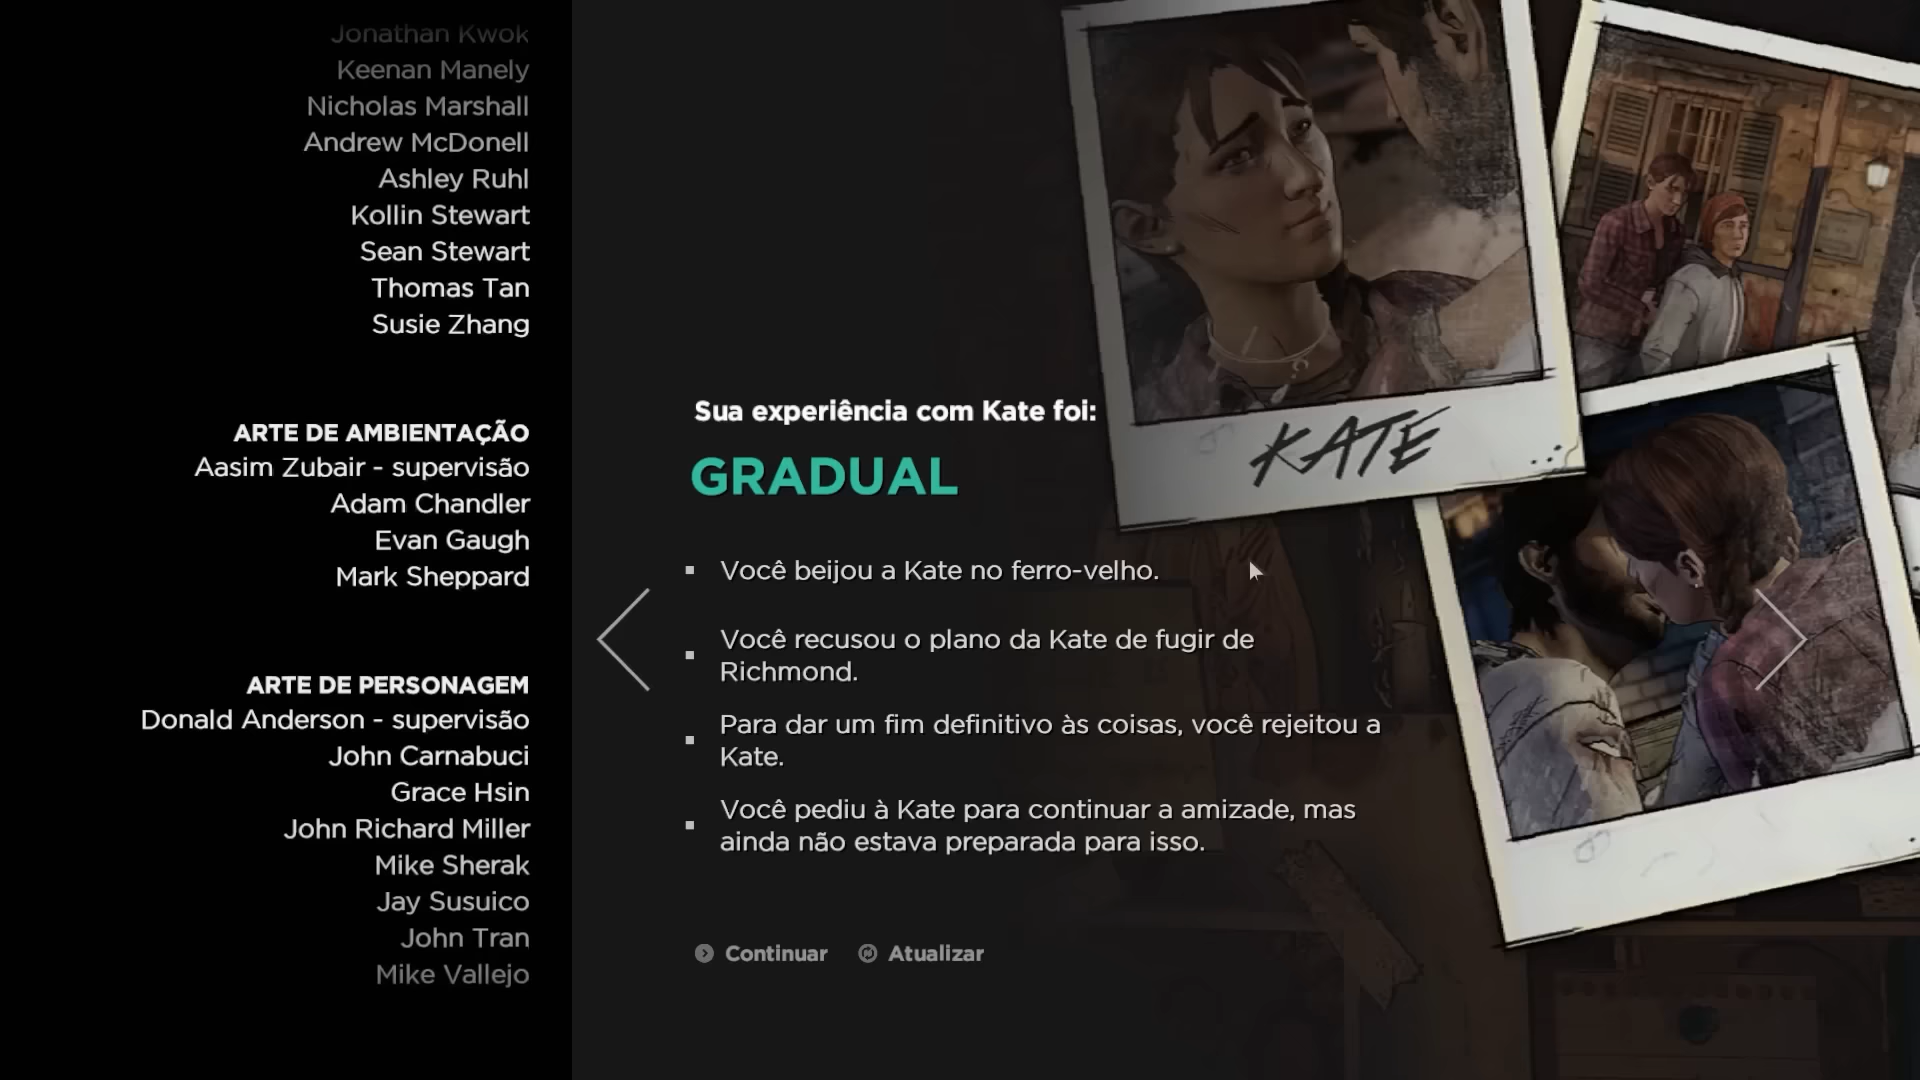 Jonathan Kwok
Keenan Manely
Nicholas Marshall
Andrew McDonell
Ashley Ruhl
Kollin Stewart
Sean Stewart
Thomas Tan
Susie Zhang
ARTE DE AMBIENTAÇÃO
Aasim Zubair - supervisão
Adam Chandler
Evan Gaugh
Mark Sheppard
ARTE DE PERSONAGEM
Donald Anderson - supervisão
John Carnabuci
Grace Hsin
John Richard Miller
Mike Sherak
Jay Susuico
John Tran
Mike Vallejo
Sua experiência com Kate foi:
GRADUAL
Você beijou a Kate no ferro-velho.
Você recusou o plano da Kate de fugir de
Richmond.
Para dar um fim definitivo às coisas, você rejeitou a
Kate.
Você pediu à Kate para continuar a amizade, mas
ainda não estava preparada para isso.
Continuar
Atualizar
KATE